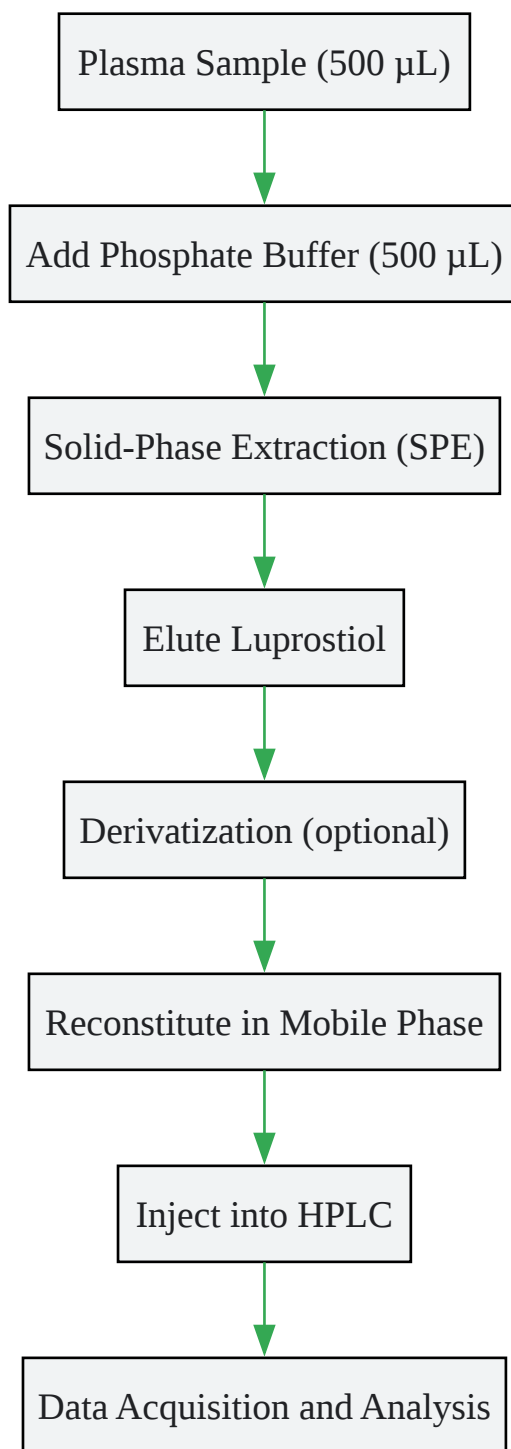 Plasma Sample (500 µL)
Add Phosphate Buffer (500 µL)
Solid-Phase Extraction (SPE)
Elute Luprostiol
Derivatization (optional)
Reconstitute in Mobile Phase
Inject into HPLC
Data Acquisition and Analysis